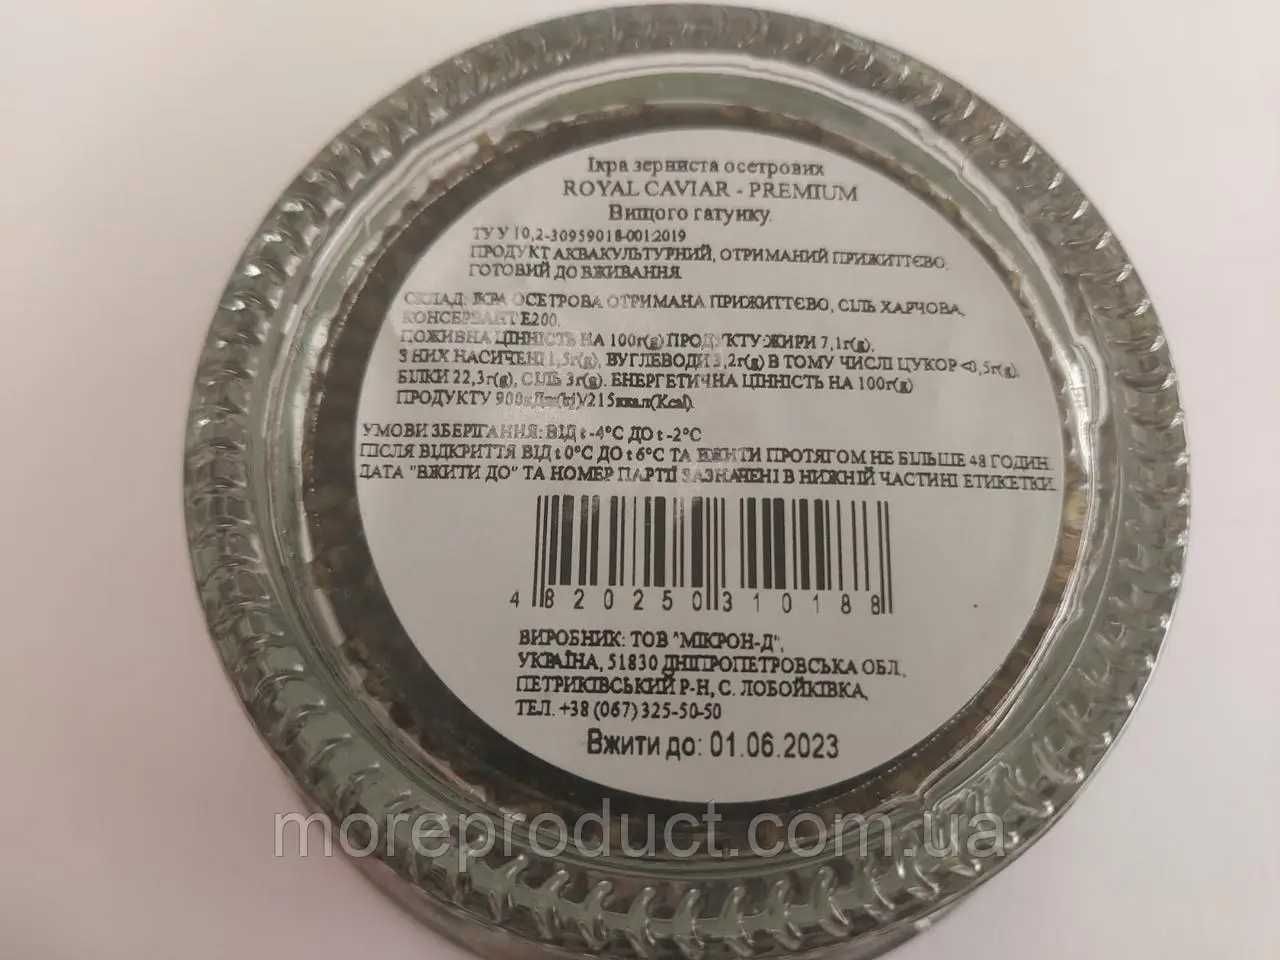 Ікра зерниста осетрових
ROYAL CAVIAR - PREMIUM
Вищого гатунку.
ТУ У 10,2-30959018-001:2019
ПРОДУКТ АКВАКУЛЬТУРНИЙ, ОТРИМАНИЙ ПРИЖИТТЄВО,
ГОТОВИЙ ДО ВЖИВАННЯ
СКЛАД: ІКРА ОСЕТРОВА ОТРИМАНА ПРИЖИТТЄВО, СІЛЬ ХАРЧОВА,
КОНСЕРВАНТ Е200.
ПОЖИВНА ЦІННІСТЬ НА 100г(g) ПРОДУКТУ:ЖИРИ 7,1г(g),
З НИХ НАСИЧЕНІ 1,5г(g), ВУГЛЕВОДИ 3,2г(g) В ТОМУ ЧИСЛІ ЦУКОР <0,5г(g),
БІЛКИ 22,3г(g), СІЛЬ 3г(g). ЕНЕРГЕТИЧНА ЦІННІСТЬ НА 100г(g)
ПРОДУКТУ 900кДж(kj)/215ккал(Kcal).
УМОВИ ЗБЕРІГАННЯ: ВІД t -4°C ДО t -2°C
ПІСЛЯ ВІДКРИТТЯ ВІД t 0°C ДО t 6°C ТА ВЖИТИ ПРОТЯГОМ НЕ БІЛЬШЕ 48 ГОДИН.
ДАТА "ВЖИТИ ДО" ТА НОМЕР ПАРТІЇ ЗАЗНАЧЕНІ В НИЖНІЙ ЧАСТИНІ ЕТИКЕТКИ.
4 820250 310188
ВИРОБНИК: ТОВ "МІКРОН-Д",
УКРАЇНА, 51830 ДНІПРОПЕТРОВСЬКА ОБЛ,
ПЕТРИКІВСЬКИЙ Р-Н, С. ЛОБОЙКІВКА,
ТЕЛ. +38 (067) 325-50-50
Вжити до: 01.06.2023
moreproduct.com.ua